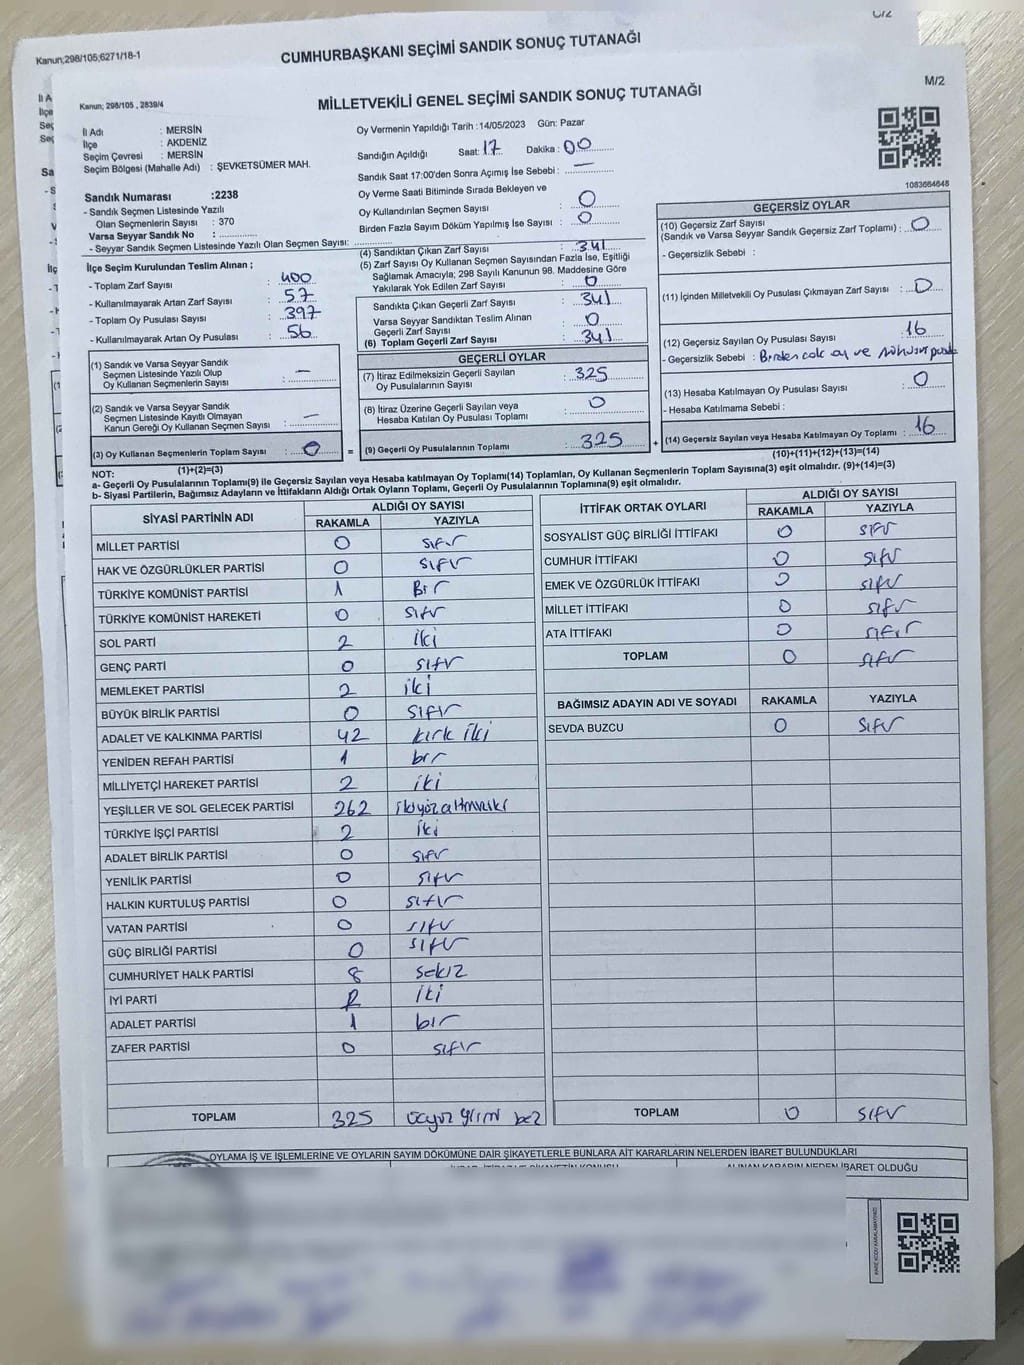 C/2
Kanun;298/105;6271/18-1
CUMHURBAŞKANI SEÇİMİ SANDIK SONUÇ TUTANAĞI
M/2
Kanun; 298/105 , 2839/4
MİLLETVEKİLİ GENEL SEÇİMİ SANDIK SONUÇ TUTANAĞI
İl Adı : MERSİN
İlçe : AKDENİZ
Seçim Çevresi : MERSİN
Seçim Bölgesi (Mahalle Adı) : ŞEVKETSÜMER MAH.
Sandık Numarası :2238
- Sandık Seçmen Listesinde Yazılı
Olan Seçmenlerin Sayısı : 370
Varsa Seyyar Sandık No :
- Seyyar Sandık Seçmen Listesinde Yazılı Olan Seçmen Sayısı:
İlçe Seçim Kurulundan Teslim Alınan ;
- Toplam Zarf Sayısı : 400
- Kullanılmayarak Artan Zarf Sayısı : 57
- Toplam Oy Pusulası Sayısı : 397
- Kullanılmayarak Artan Oy Pusulası : 56
(1) Sandık ve Varsa Seyyar Sandık
Seçmen Listesinde Yazılı Olup
Oy Kullanan Seçmenlerin Sayısı : —
(2) Sandık ve Varsa Seyyar Sandık
Seçmen Listesinde Kayıtlı Olmayan
Kanun Gereği Oy Kullanan Seçmen Sayısı : —
(3) Oy Kullanan Seçmenlerin Toplam Sayısı : 0
(1)+(2)=(3)
Oy Vermenin Yapıldığı Tarih :14/05/2023 Gün: Pazar
Sandığın Açıldığı Saat: 17 Dakika : 00
Sandık Saat 17:00'den Sonra Açımış İse Sebebi : —
Oy Verme Saati Bitiminde Sırada Bekleyen ve
Oy Kullandırılan Seçmen Sayısı : 0
Birden Fazla Sayım Döküm Yapılmış İse Sayısı : 0
(4) Sandıktan Çıkan Zarf Sayısı : 341
(5) Zarf Sayısı Oy Kullanan Seçmen Sayısından Fazla İse, Eşitliği
Sağlamak Amacıyla; 298 Sayılı Kanunun 98. Maddesine Göre
Yakılarak Yok Edilen Zarf Sayısı : 0
Sandıkta Çıkan Geçerli Zarf Sayısı : 341
Varsa Seyyar Sandıktan Teslim Alınan
Geçerli Zarf Sayısı : 0
(6) Toplam Geçerli Zarf Sayısı : 341
GEÇERLİ OYLAR
(7) İtiraz Edilmeksizin Geçerli Sayılan
Oy Pusulalarının Sayısı : 325
(8) İtiraz Üzerine Geçerli Sayılan veya
Hesaba Katılan Oy Pusulası Toplamı : 0
= (9) Geçerli Oy Pusulalarının Toplamı : 325 +
1083664648
GEÇERSİZ OYLAR
(10) Geçersiz Zarf Sayısı
(Sandık ve Varsa Seyyar Sandık Geçersiz Zarf Toplamı) : 0
- Geçersizlik Sebebi :
(11) İçinden Milletvekili Oy Pusulası Çıkmayan Zarf Sayısı : 0
(12) Geçersiz Sayılan Oy Pusulası Sayısı : 16
- Geçersizlik Sebebi : Birden cok oy ve
(13) Hesaba Katılmayan Oy Pusulası Sayısı : 0
- Hesaba Katılmama Sebebi :
(14) Geçersiz Sayılan veya Hesaba Katılmayan Oy Toplamı : 16
(10)+(11)+(12)+(13)=(14)
NOT:
a- Geçerli Oy Pusulalarının Toplamı(9) ile Geçersiz Sayılan veya Hesaba katılmayan Oy Toplamı(14) Toplamları, Oy Kullanan Seçmenlerin Toplam Sayısına(3) eşit olmalıdır. (9)+(14)=(3)
b- Siyasi Partilerin, Bağımsız Adayların ve İttifakların Aldığı Ortak Oyların Toplamı, Geçerli Oy Pusulalarının Toplamına(9) eşit olmalıdır.
SİYASİ PARTİNİN ADI ALDIĞI OY SAYISI
RAKAMLA YAZIYLA
MİLLET PARTİSİ 0 sıfır
HAK VE ÖZGÜRLÜKLER PARTİSİ 0 sıfır
TÜRKİYE KOMÜNİST PARTİSİ 1 Bir
TÜRKİYE KOMÜNİST HAREKETİ 0 sıfır
SOL PARTİ 2 iki
GENÇ PARTİ 0 sıfır
MEMLEKET PARTİSİ 2 iki
BÜYÜK BİRLİK PARTİSİ 0 sıfır
ADALET VE KALKINMA PARTİSİ 42 kırk iki
YENİDEN REFAH PARTİSİ 1 bir
MİLLİYETÇİ HAREKET PARTİSİ 2 iki
YEŞİLLER VE SOL GELECEK PARTİSİ 262 ikiyüzaltmışiki
TÜRKİYE İŞÇİ PARTİSİ 2 iki
ADALET BİRLİK PARTİSİ 0 sıfır
YENİLİK PARTİSİ 0 sıfır
HALKIN KURTULUŞ PARTİSİ 0 sıfır
VATAN PARTİSİ 0 sıfır
GÜÇ BİRLİĞİ PARTİSİ 0 sıfır
CUMHURİYET HALK PARTİSİ 8 sekiz
İYİ PARTİ 2 iki
ADALET PARTİSİ 1 bir
ZAFER PARTİSİ 0 sıfır
TOPLAM 325 üçyüz yirmi beş
İTTİFAK ORTAK OYLARI ALDIĞI OY SAYISI
RAKAMLA YAZIYLA
SOSYALİST GÜÇ BİRLİĞİ İTTİFAKI 0 sıfır
CUMHUR İTTİFAKI 0 sıfır
EMEK VE ÖZGÜRLÜK İTTİFAKI 0 sıfır
MİLLET İTTİFAKI 0 sıfır
ATA İTTİFAKI 0 sıfır
TOPLAM 0 sıfır
BAĞIMSIZ ADAYIN ADI VE SOYADI RAKAMLA YAZIYLA
SEVDA BUZCU 0 sıfır
TOPLAM 0 sıfır
OYLAMA İŞ VE İŞLEMLERİNE VE OYLARIN SAYIM DÖKÜMÜNE DAİR ŞİKAYETLERLE BUNLARA AİT KARARLARIN NELERDEN İBARET BULUNDUKLARI
ALINAN KARARIN NEDEN İBARET OLDUĞU